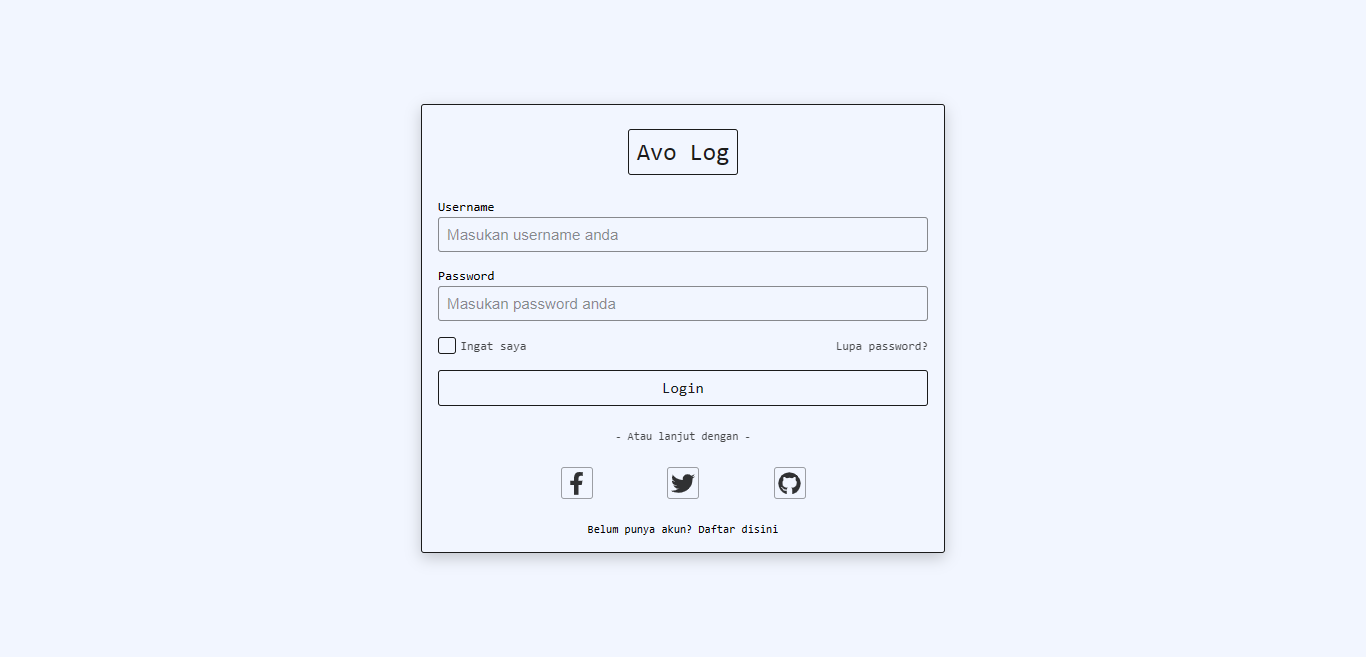 Avo Log
Username
Masukan username anda
Password
Masukan password anda
Ingat saya
Lupa password?
Login
- Atau lanjut dengan -
Belum punya akun? Daftar disini